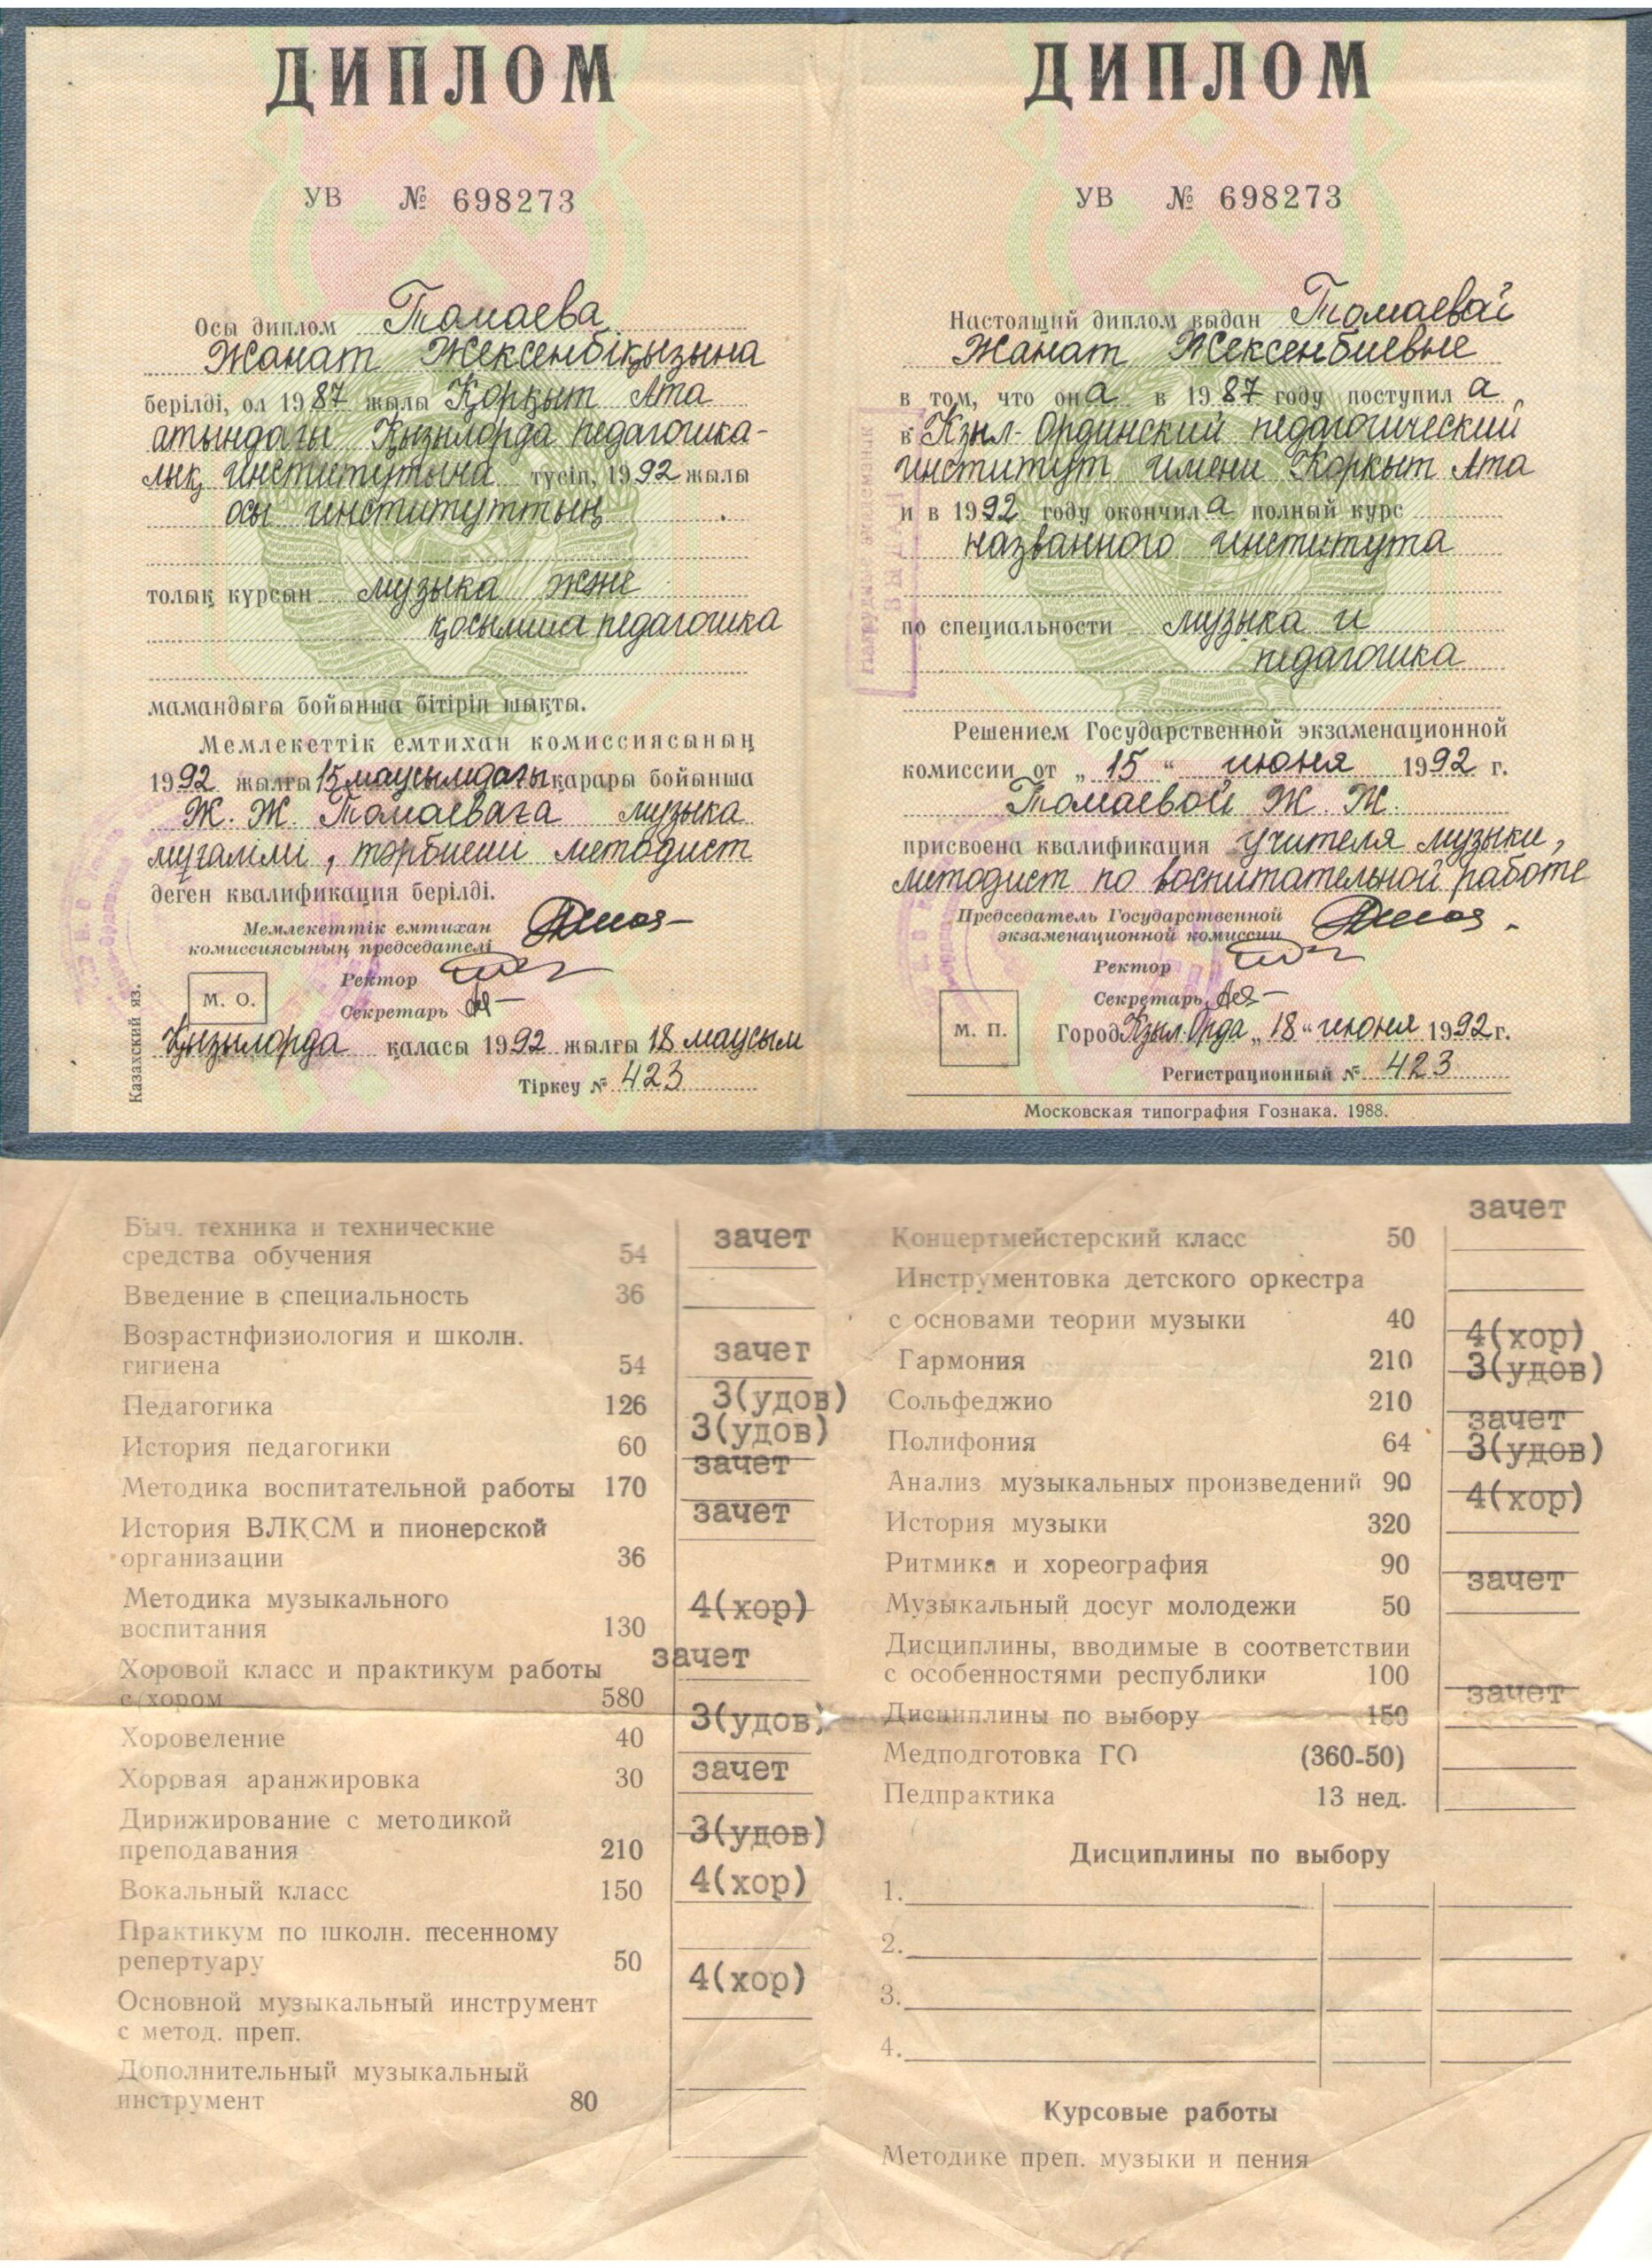 ДИПЛОМ
УВ № 698273
Осы диплом Томаева
Жанат Жексенбіқызына
берілді, ол 1987 жылы Қорқыт Ата
атындағы Қызылорда педагогика-
лық институтына түсіп, 1992 жылы
осы институттың
толық курсын музыка және
қосымша педагогика
мамандығы бойынша бітіріп шықты.
Мемлекеттік емтихан комиссиясының
1992 жылғы 15 маусымдағы қарары бойынша
Ж. Ж. Томаеваға музыка
мұғалімі, тәрбиеші методист
деген квалификация берілді.
Мемлекеттік емтихан
комиссиясының председателі
Ректор
Секретарь
М. О.
Қызылорда қаласы 1992 жылғы 18 маусым
Тіркеу № 423
Казахский яз.
ДИПЛОМ
УВ № 698273
Настоящий диплом выдан Томаевай
Жанат Жексенбиевые
в том, что она в 1987 году поступила
в Кзыл-Ординский педагогический
институт имени Коркыт Ата
и в 1992 году окончила полный курс
названного института
по специальности музыка и
педагогика
Решением Государственной экзаменационной
комиссии от „15“ июня 1992 г.
Томаевой Ж. Ж.
присвоена квалификация учителя музыки,
методист по воспитательной работе
Председатель Государственной
экзаменационной комиссии
Ректор
Секретарь
М. П.
Город Кзыл-Орда „18“ июня 1992 г.
Регистрационный № 423
Московская типография Гознака. 1988.
нагрудный знак
ВЫДАН
Быч. техника и технические
средства обучения 54 зачет
Введение в специальность 36
Возрастнфизиология и школн.
гигиена 54 зачет
Педагогика 126 3(удов)
История педагогики 60 3(удов)
Методика воспитательной работы 170 зачет
История ВЛКСМ и пионерской зачет
организации 36
Методика музыкального 4(хор)
воспитания 130
Хоровой класс и практикум работы зачет
с хором 580
Хороведение 40 3(удов)
Хоровая аранжировка 30 зачет
Дирижирование с методикой 3(удов)
преподавания 210
Вокальный класс 150 4(хор)
Практикум по школн. песенному
репертуару 50 4(хор)
Основной музыкальный инструмент
с метод. преп.
Дополнительный музыкальный
инструмент 80
зачет
Концертмейстерский класс 50
Инструментовка детского оркестра
с основами теории музыки 40 4(хор)
Гармония 210 3(удов)
Сольфеджио 210 зачет
Полифония 64 3(удов)
Анализ музыкальных произведений 90 4(хор)
История музыки 320
Ритмика и хореография 90 зачет
Музыкальный досуг молодежи 50
Дисциплины, вводимые в соответствии
с особенностями республики 100 зачет
Дисциплины по выбору 150
Медподготовка ГО (360-50)
Педпрактика 13 нед.
Дисциплины по выбору
1.
2.
3.
4.
Курсовые работы
Методике преп. музыки и пения